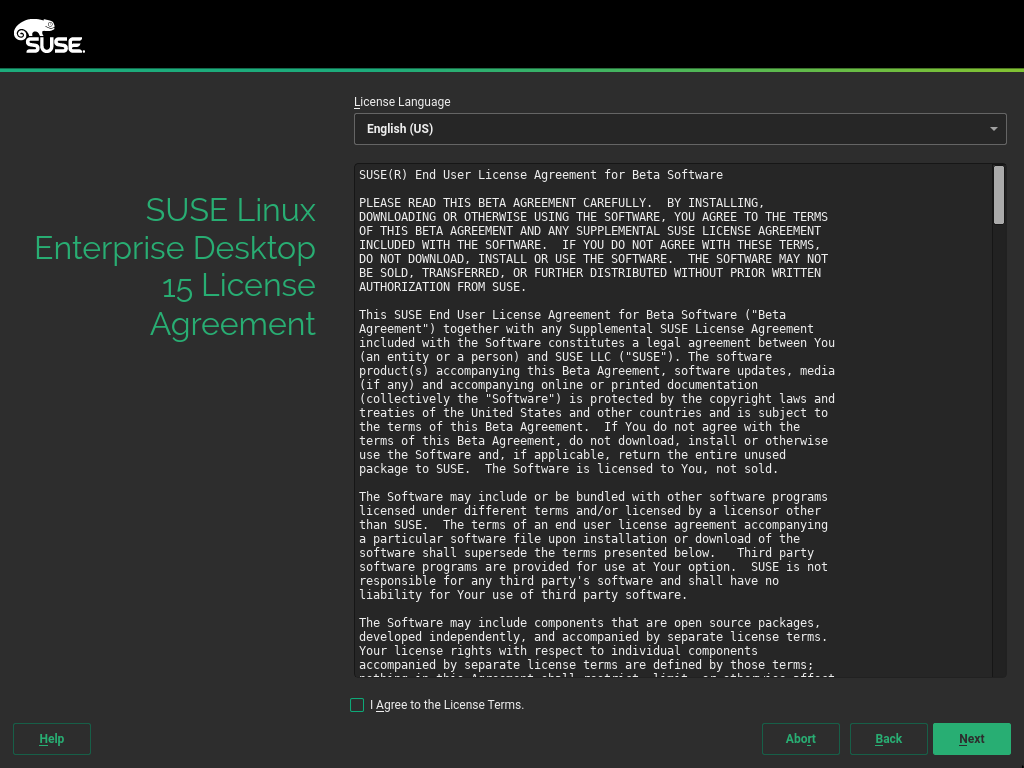 SUSE.
License Language
English (US)
SUSE Linux
Enterprise Desktop
15 License
Agreement
SUSE(R) End User License Agreement for Beta Software
PLEASE READ THIS BETA AGREEMENT CAREFULLY.  BY INSTALLING,
DOWNLOADING OR OTHERWISE USING THE SOFTWARE, YOU AGREE TO THE TERMS
OF THIS BETA AGREEMENT AND ANY SUPPLEMENTAL SUSE LICENSE AGREEMENT
INCLUDED WITH THE SOFTWARE.  IF YOU DO NOT AGREE WITH THESE TERMS,
DO NOT DOWNLOAD, INSTALL OR USE THE SOFTWARE.  THE SOFTWARE MAY NOT
BE SOLD, TRANSFERRED, OR FURTHER DISTRIBUTED WITHOUT PRIOR WRITTEN
AUTHORIZATION FROM SUSE.
This SUSE End User License Agreement for Beta Software ("Beta
Agreement") together with any Supplemental SUSE License Agreement
included with the Software constitutes a legal agreement between You
(an entity or a person) and SUSE LLC ("SUSE"). The software
product(s) accompanying this Beta Agreement, software updates, media
(if any) and accompanying online or printed documentation
(collectively the "Software") is protected by the copyright laws and
treaties of the United States and other countries and is subject to
the terms of this Beta Agreement.  If You do not agree with the
terms of this Beta Agreement, do not download, install or otherwise
use the Software and, if applicable, return the entire unused
package to SUSE.  The Software is licensed to You, not sold.
The Software may include or be bundled with other software programs
licensed under different terms and/or licensed by a licensor other
than SUSE.  The terms of an end user license agreement accompanying
a particular software file upon installation or download of the
software shall supersede the terms presented below.   Third party
software programs are provided for use at Your option.  SUSE is not
responsible for any third party's software and shall have no
liability for Your use of third party software.
The Software may include components that are open source packages,
developed independently, and accompanied by separate license terms.
Your license rights with respect to individual components
accompanied by separate license terms are defined by those terms;
nothing in this Agreement shall restrict, limit, or otherwise affect
I Agree to the License Terms.
Help
Abort
Back
Next